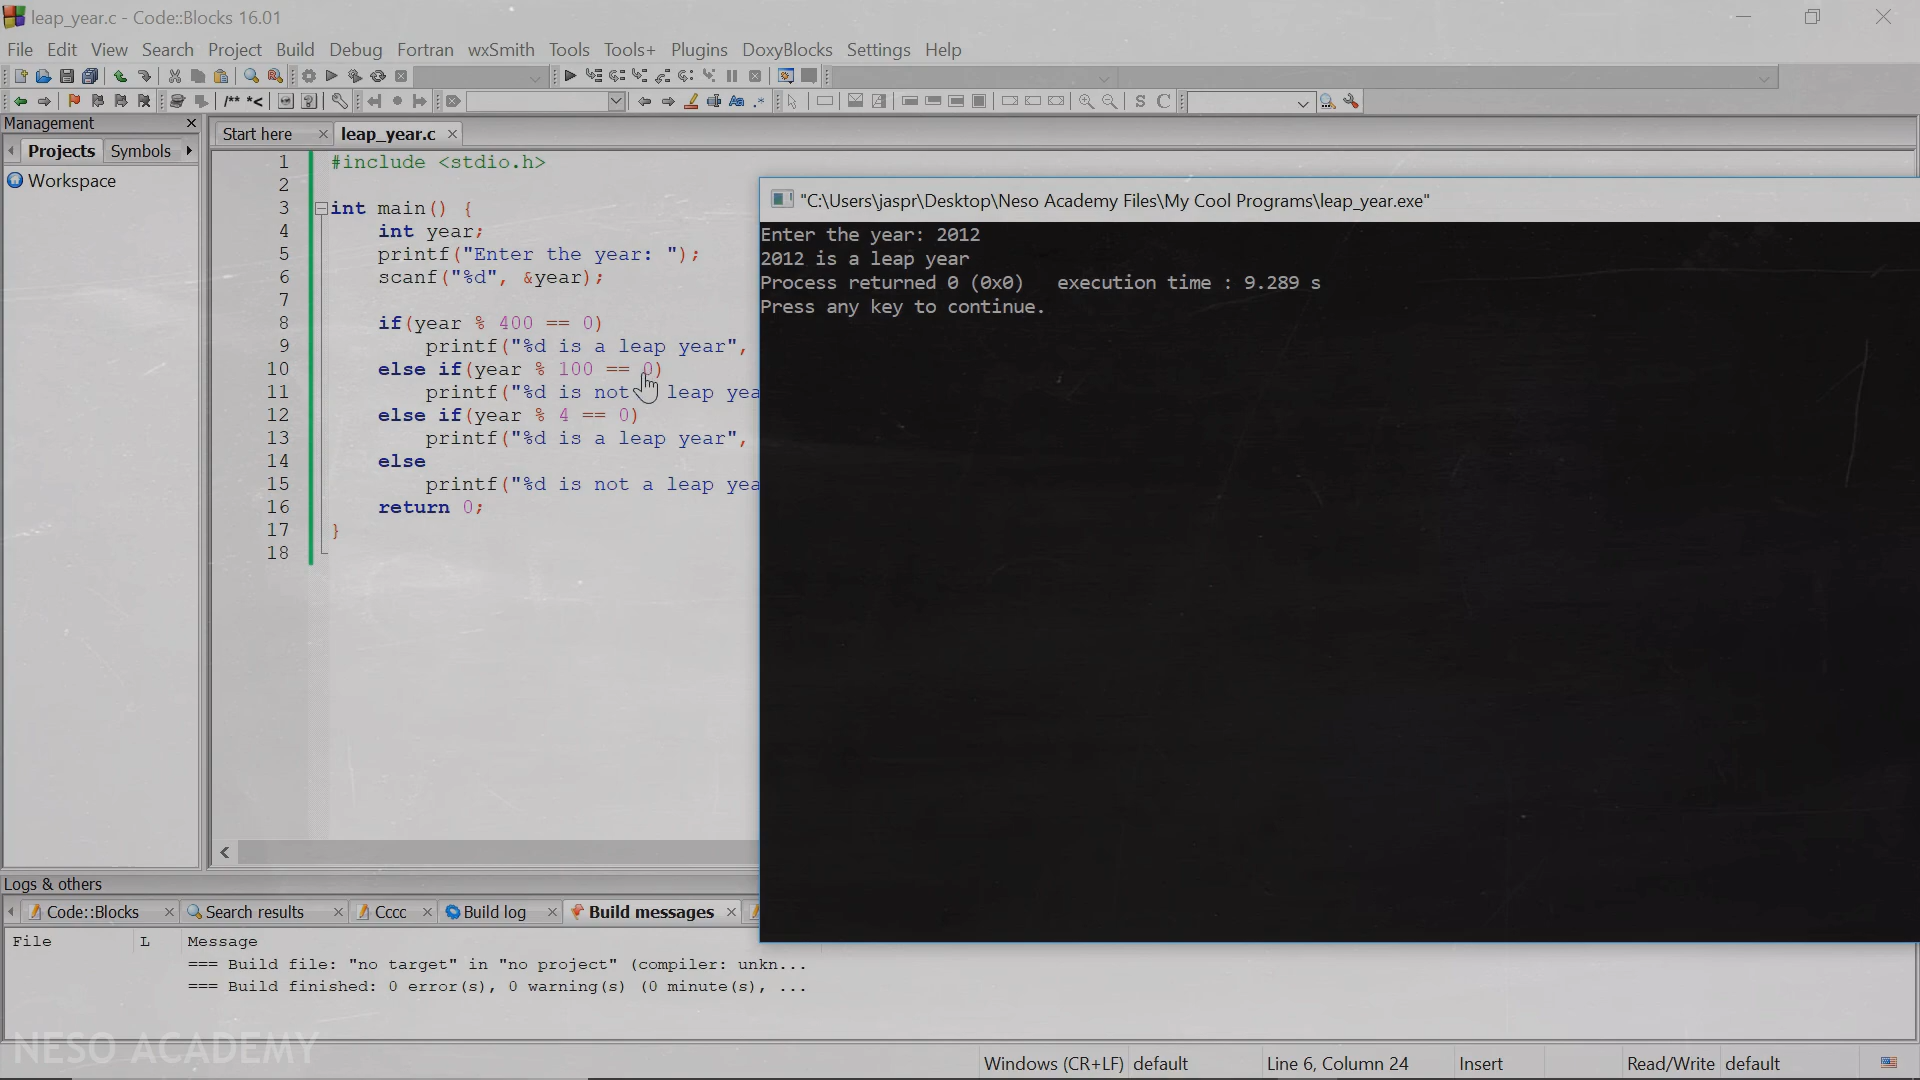 leap_year.c - Code::Blocks 16.01
File Edit View Search Project Build Debug Fortran wxSmith Tools Tools+ Plugins DoxyBlocks Settings Help
/** *<
Aa .*
S C
Management
Projects Symbols
Workspace
Start here leap_year.c
1 #include <stdio.h>
2
3 int main() {
4 int year;
5 printf("Enter the year: ");
6 scanf("%d", &year);
7
8 if(year % 400 == 0)
9 printf("%d is a leap year",
10 else if(year % 100 == 0)
11 printf("%d is not leap yea
12 else if(year % 4 == 0)
13 printf("%d is a leap year",
14 else
15 printf("%d is not a leap yea
16 return 0;
17 }
18
"C:\Users\jaspr\Desktop\Neso Academy Files\My Cool Programs\leap_year.exe"
Enter the year: 2012
2012 is a leap year
Process returned 0 (0x0) execution time : 9.289 s
Press any key to continue.
Logs & others
Code::Blocks Search results Cccc Build log Build messages
File L Message
=== Build file: "no target" in "no project" (compiler: unkn...
=== Build finished: 0 error(s), 0 warning(s) (0 minute(s), ...
NESO ACADEMY
Windows (CR+LF) default Line 6, Column 24 Insert Read/Write default